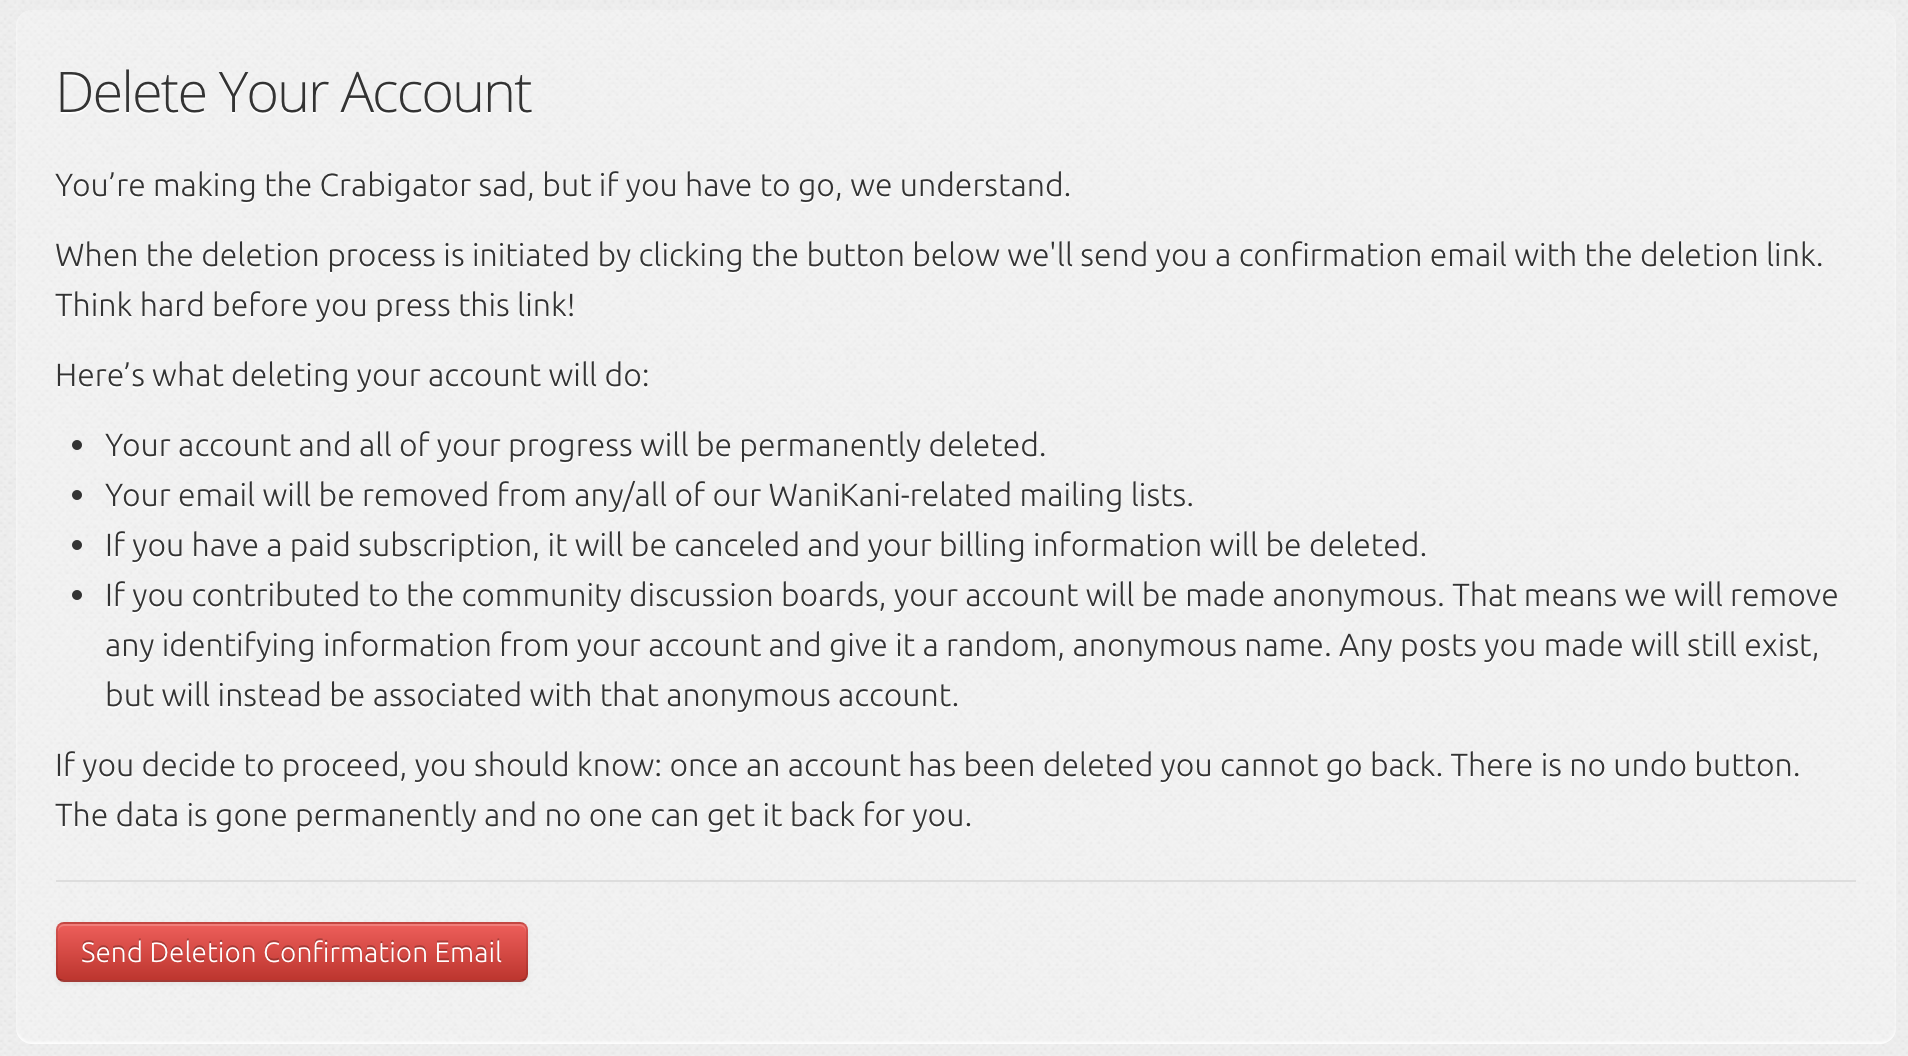 Delete Your Account
You’re making the Crabigator sad, but if you have to go, we understand.
When the deletion process is initiated by clicking the button below we'll send you a confirmation email with the deletion link.
Think hard before you press this link!
Here’s what deleting your account will do:
• Your account and all of your progress will be permanently deleted.
• Your email will be removed from any/all of our WaniKani-related mailing lists.
• If you have a paid subscription, it will be canceled and your billing information will be deleted.
• If you contributed to the community discussion boards, your account will be made anonymous. That means we will remove
any identifying information from your account and give it a random, anonymous name. Any posts you made will still exist,
but will instead be associated with that anonymous account.
If you decide to proceed, you should know: once an account has been deleted you cannot go back. There is no undo button.
The data is gone permanently and no one can get it back for you.
Send Deletion Confirmation Email